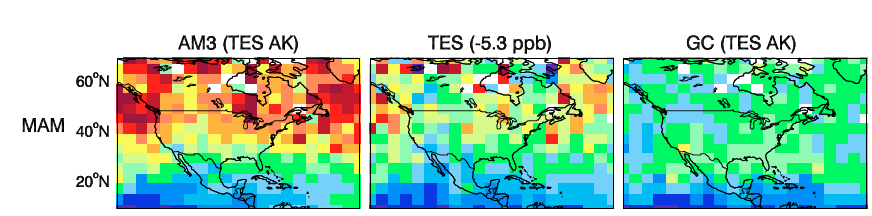 AM3 (TES AK) TES (-5.3 ppb) GC (TES AK)
60°N
MAM
40°N
20°N